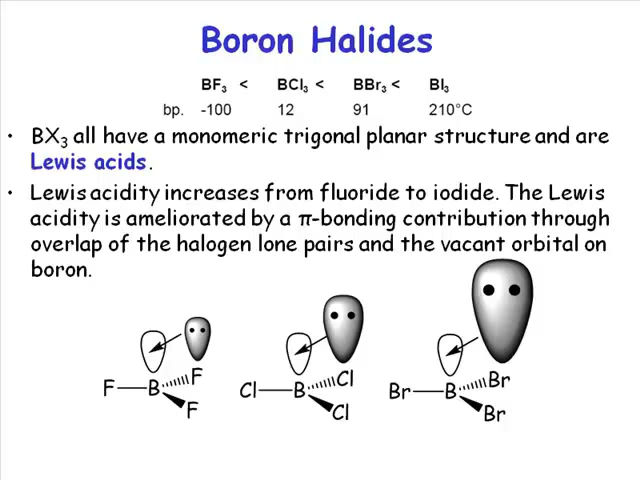 Boron Halides
BF₃ < BCl₃ < BBr₃ < BI₃
bp. -100 12 91 210°C
• BX₃ all have a monomeric trigonal planar structure and are
Lewis acids.
• Lewis acidity increases from fluoride to iodide. The Lewis
acidity is ameliorated by a π-bonding contribution through
overlap of the halogen lone pairs and the vacant orbital on
boron.
F B F F
Cl B Cl Cl
Br B Br Br